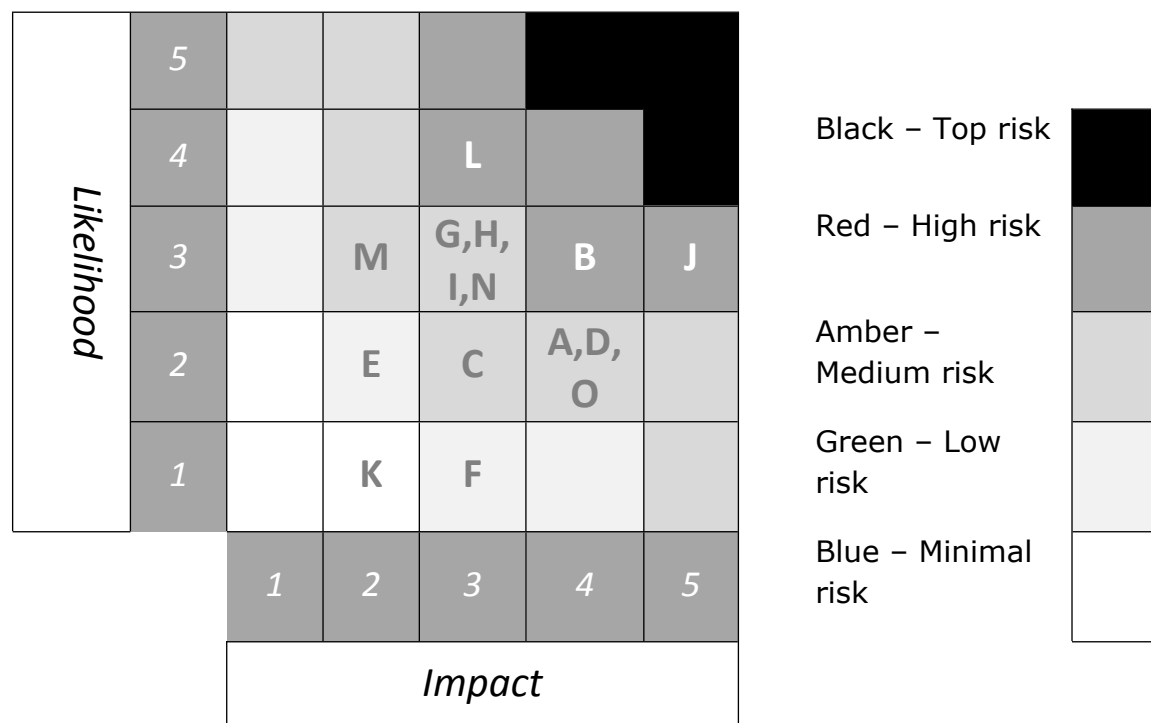 Likelihood
5
4
L
3
M
G,H,
I,N
B
J
2
E
C
A,D,
O
1
K
F
1
2
3
4
5
Impact
Black – Top risk
Red – High risk
Amber –
Medium risk
Green – Low
risk
Blue – Minimal
risk